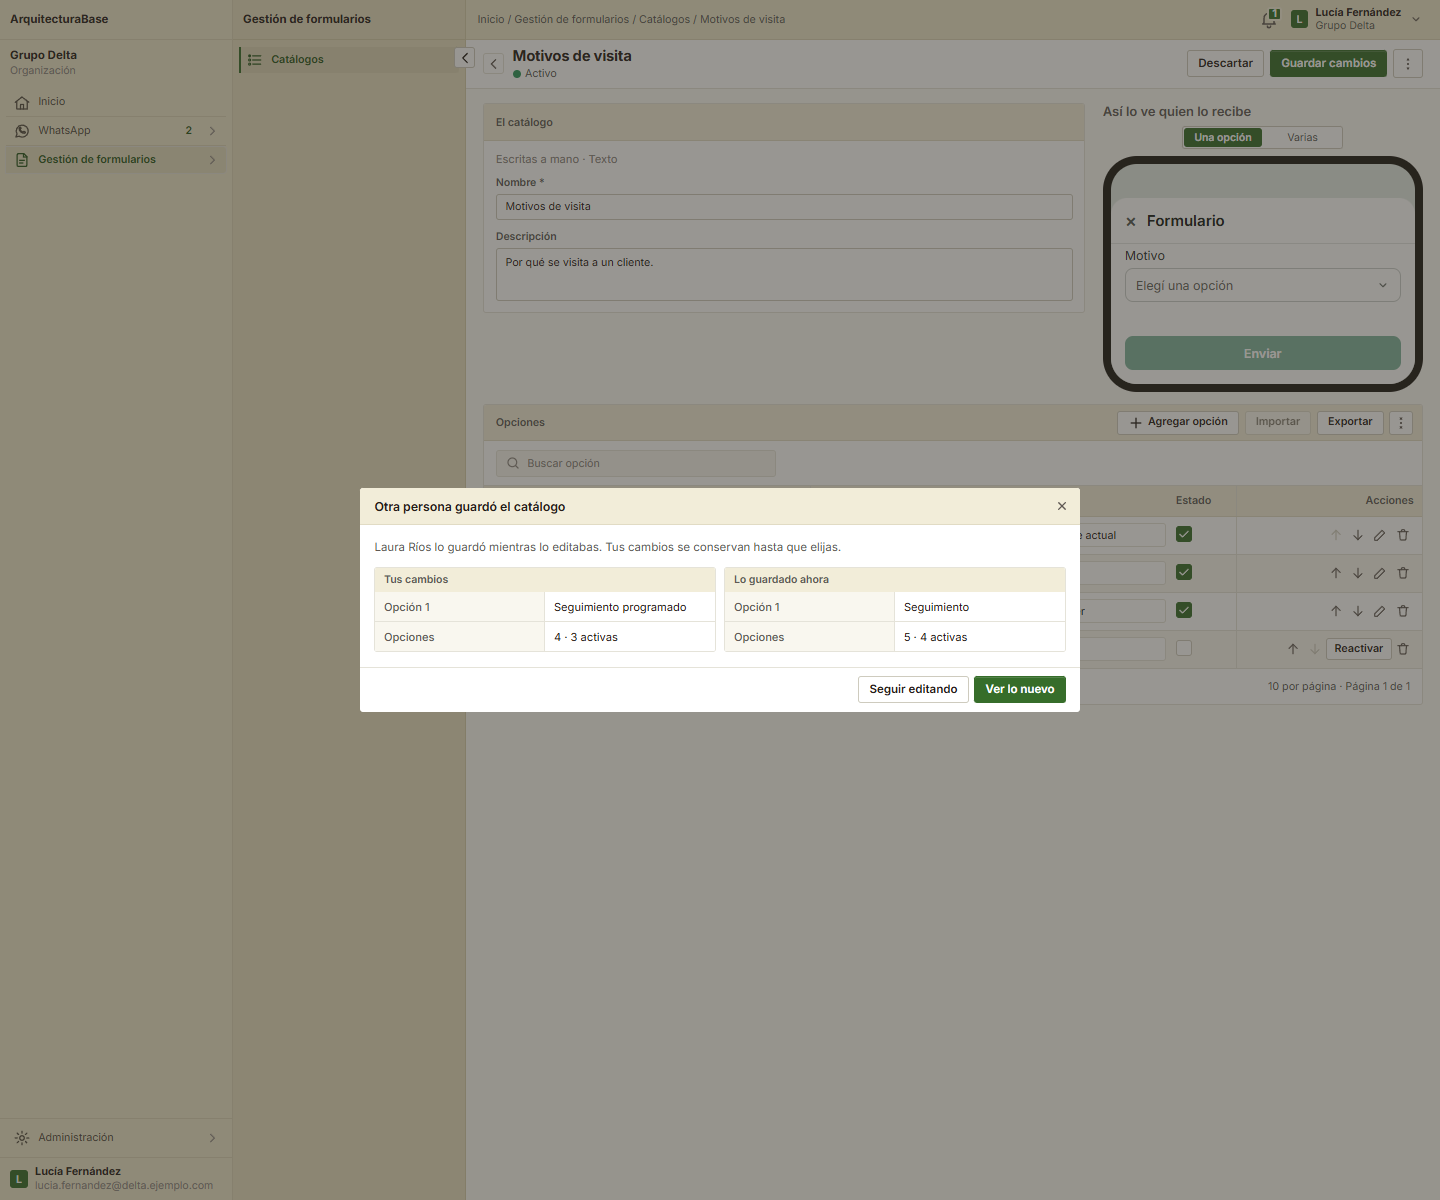 ArquitecturaBase
Gestión de formularios
Inicio / Gestión de formularios / Catálogos / Motivos de visita
1
L
Lucía Fernández
Grupo Delta
Grupo Delta
Organización
Inicio
WhatsApp 2
Gestión de formularios
Catálogos
Motivos de visita
Activo
Descartar
Guardar cambios
El catálogo
Escritas a mano · Texto
Nombre *
Motivos de visita
Descripción
Por qué se visita a un cliente.
Así lo ve quien lo recibe
Una opción
Varias
Formulario
Motivo
Elegí una opción
Enviar
Opciones
Agregar opción
Importar
Exportar
Buscar opción
Estado
Acciones
actual
Reactivar
10 por página · Página 1 de 1
Otra persona guardó el catálogo
Laura Ríos lo guardó mientras lo editabas. Tus cambios se conservan hasta que elijas.
Tus cambios
Opción 1 Seguimiento programado
Opciones 4 · 3 activas
Lo guardado ahora
Opción 1 Seguimiento
Opciones 5 · 4 activas
Seguir editando
Ver lo nuevo
Administración
L
Lucía Fernández
lucia.fernandez@delta.ejemplo.com